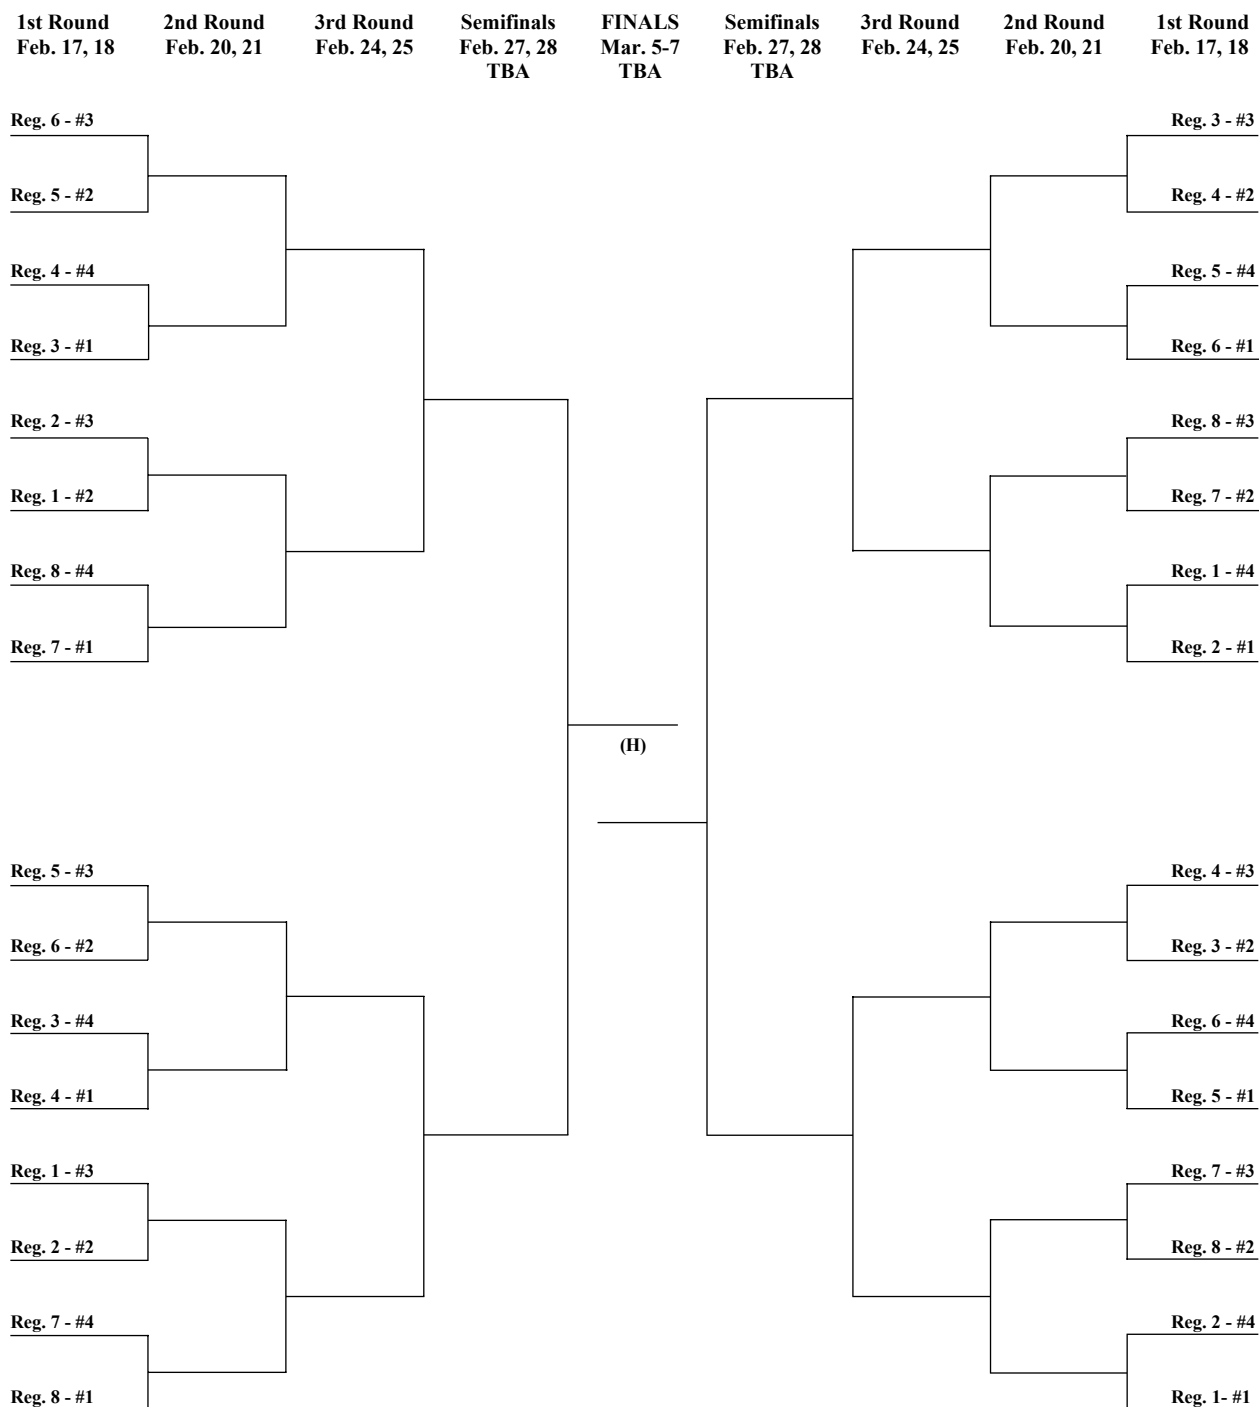 1st Round 2nd Round 3rd Round Semifinals FINALS Semifinals 3rd Round 2nd Round 1st Round
Feb. 17, 18 Feb. 20, 21 Feb. 24, 25 Feb. 27, 28 Mar. 5-7 Feb. 27, 28 Feb. 24, 25 Feb. 20, 21 Feb. 17, 18
TBA TBA TBA
Reg. 6 - #3 Reg. 3 - #3
Reg. 5 - #2 Reg. 4 - #2
Reg. 4 - #4 Reg. 5 - #4
Reg. 3 - #1 Reg. 6 - #1
Reg. 2 - #3 Reg. 8 - #3
Reg. 1 - #2 Reg. 7 - #2
Reg. 8 - #4 Reg. 1 - #4
Reg. 7 - #1 Reg. 2 - #1
(H)
Reg. 5 - #3 Reg. 4 - #3
Reg. 6 - #2 Reg. 3 - #2
Reg. 3 - #4 Reg. 6 - #4
Reg. 4 - #1 Reg. 5 - #1
Reg. 1 - #3 Reg. 7 - #3
Reg. 2 - #2 Reg. 8 - #2
Reg. 7 - #4 Reg. 2 - #4
Reg. 8 - #1 Reg. 1- #1